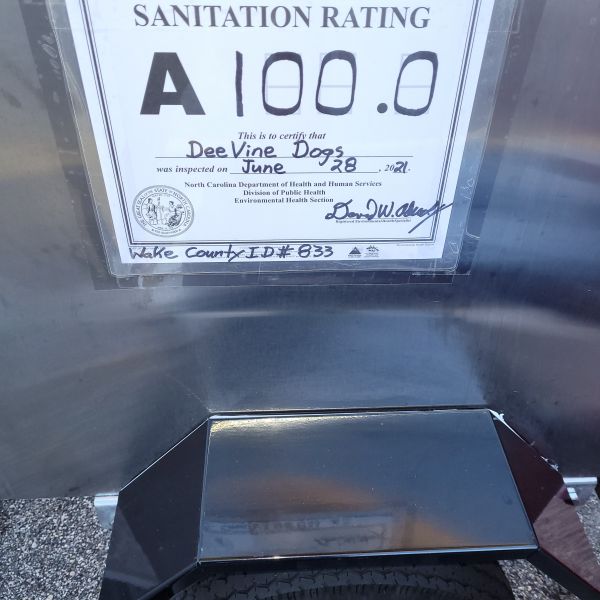 SANITATION RATING
A 100.0
This is to certify that
DeeVine Dogs
was inspected on June 28, 2021.
North Carolina Department of Health and Human Services
Division of Public Health
Environmental Health Section
Wake County ID# 833